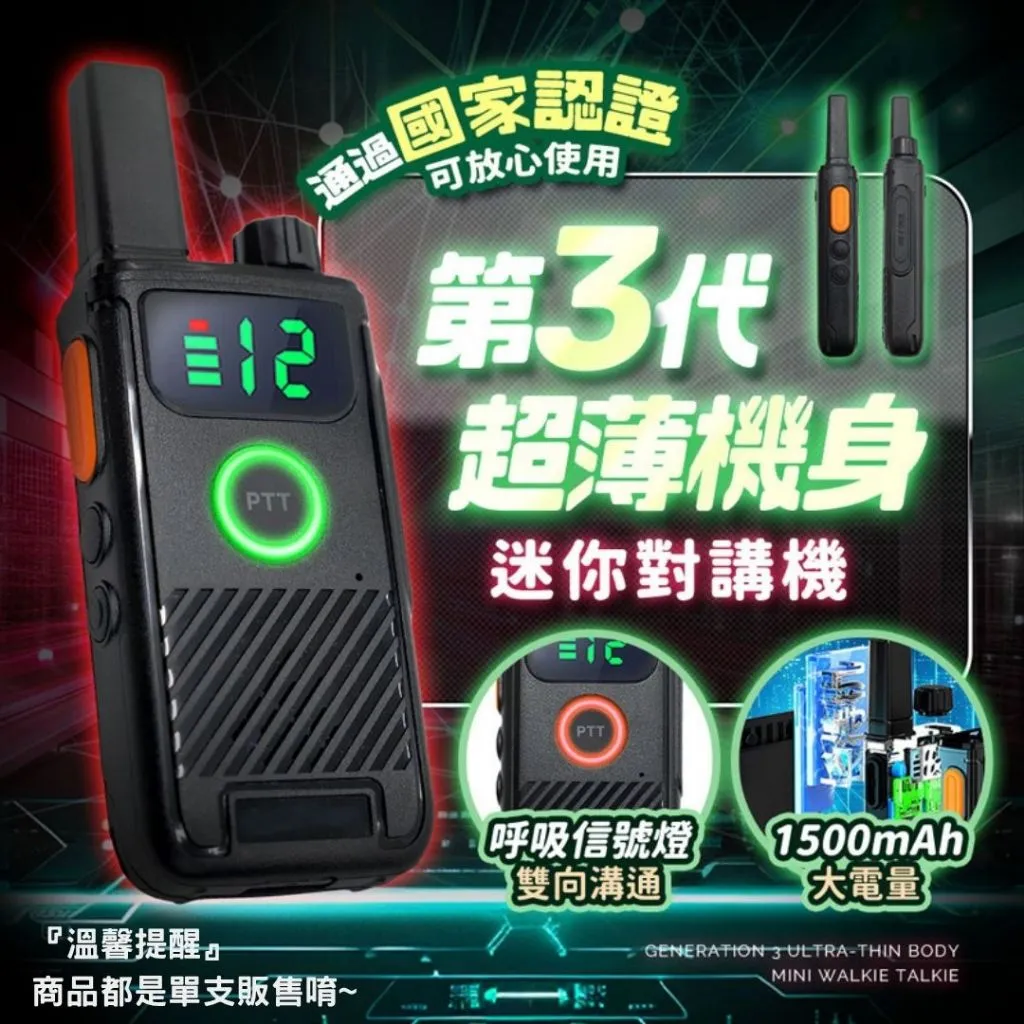 通過國家認證
可放心使用
第3代
超薄機身
迷你對講機
12
PTT
12
PTT
呼吸信號燈
雙向溝通
1500mAh
大電量
『溫馨提醒』
商品都是單支販售唷~
GENERATION 3 ULTRA-THIN BODY
MINI WALKIE TALKIE